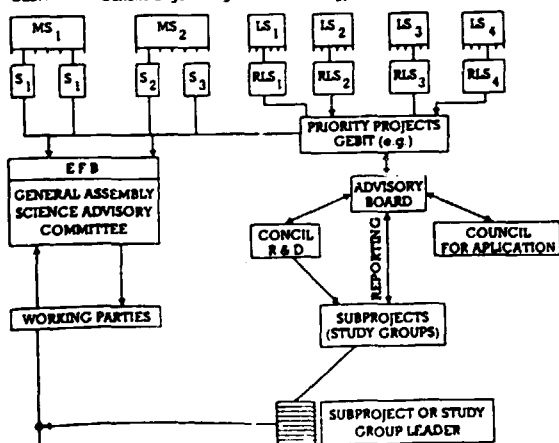 MS1
MS2
LS1
LS2
LS3
LS4
S1
S1
S2
S3
RLS1
RLS2
RLS3
RLS4
PRIORITY PROJECTS
GEBIT (e.g.)
E F B
GENERAL ASSEMBLY
SCIENCE ADVISORY
COMMITTEE
ADVISORY
BOARD
CONCIL
R & D
REPORTING
COUNCIL
FOR APLICATION
WORKING PARTIES
SUBPROJECTS
(STUDY GROUPS)
SUBPROJECT OR STUDY
GROUP LEADER